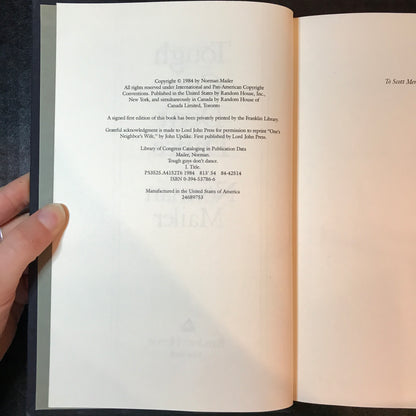 Copyright © 1984 by Norman Mailer
All rights reserved under International and Pan-American Copyright
Conventions. Published in the United States by Random House, Inc.,
New York, and simultaneously in Canada by Random House of
Canada Limited, Toronto
A signed first edition of this book has been privately printed by the Franklin Library.
Grateful acknowledgment is made to Lord John Press for permission to reprint "One's
Neighbor's Wife," by John Updike. First published by Lord John Press.
Library of Congress Cataloging in Publication Data
Mailer, Norman.
Tough guys don't dance.
I. Title.
PS3525.A4152T6 1984 813'.54 84-42514
ISBN 0-394-53786-6
Manufactured in the United States of America
24689753
To Scott Mer